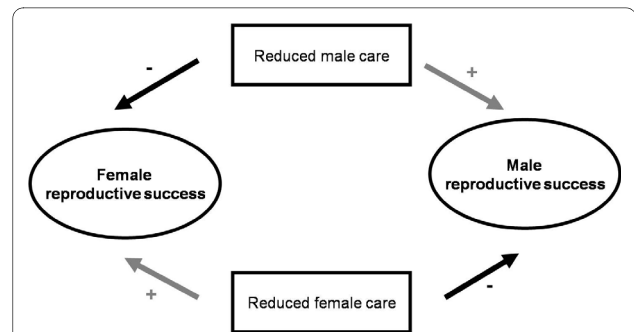 Reduced male care
-
+
Female
reproductive success
Male
reproductive success
+
Reduced female care
-